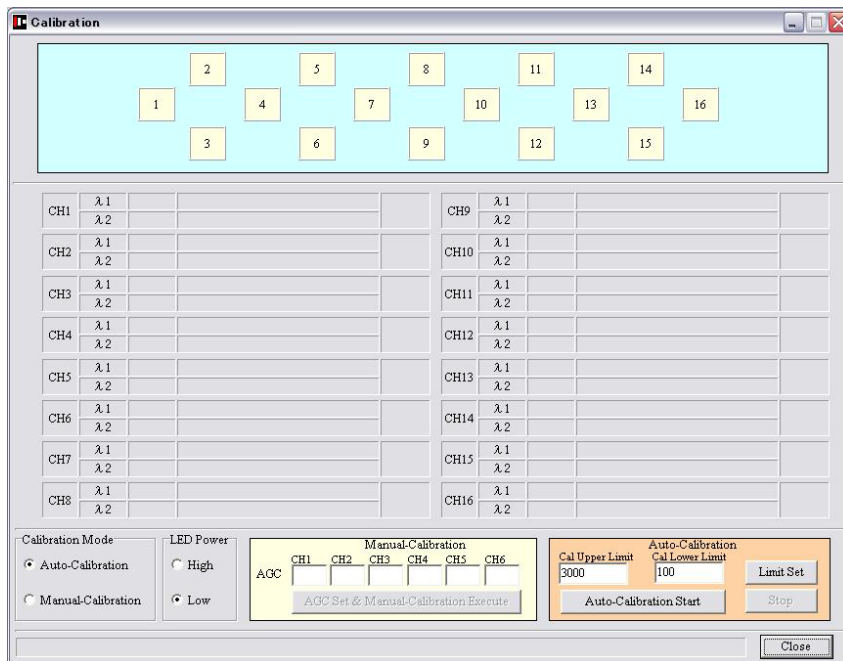 Calibration
2 5 8 11 14
1 4 7 10 13 16
3 6 9 12 15
CH1 λ1 CH9 λ1
λ2 λ2
CH2 λ1 CH10 λ1
λ2 λ2
CH3 λ1 CH11 λ1
λ2 λ2
CH4 λ1 CH12 λ1
λ2 λ2
CH5 λ1 CH13 λ1
λ2 λ2
CH6 λ1 CH14 λ1
λ2 λ2
CH7 λ1 CH15 λ1
λ2 λ2
CH8 λ1 CH16 λ1
λ2 λ2
Calibration Mode
Auto-Calibration
Manual-Calibration
LED Power
High
Low
Manual-Calibration
CH1 CH2 CH3 CH4 CH5 CH6
AGC
AGC Set & Manual-Calibration Execute
Auto-Calibration
Cal Upper Limit Cal Lower Limit
3000 100 Limit Set
Auto-Calibration Start Stop
Close